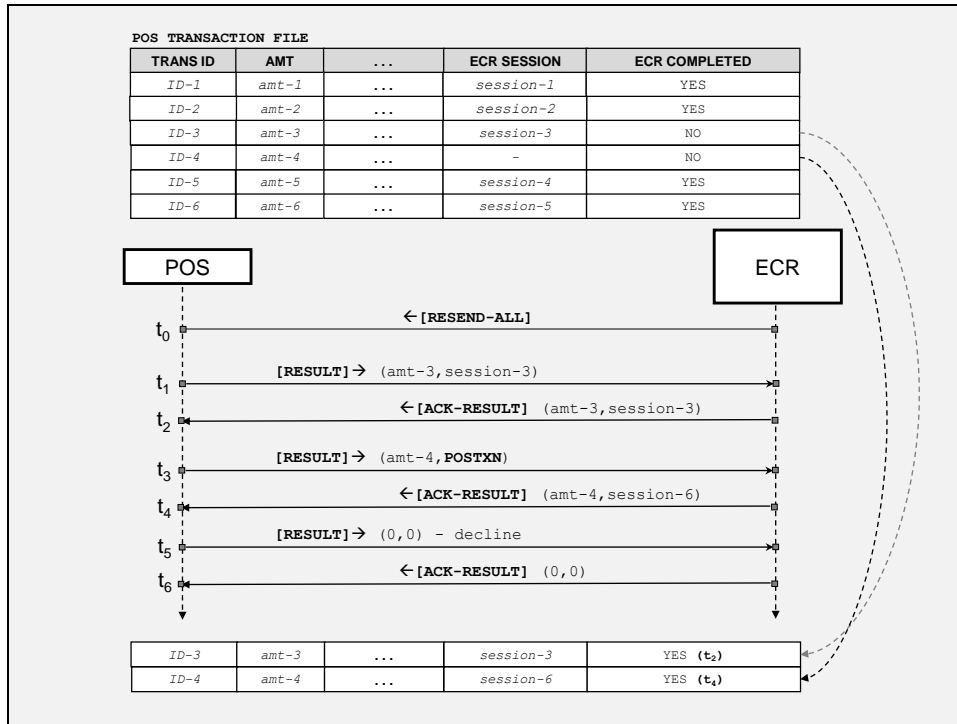 POS TRANSACTION FILE
TRANS ID AMT ... ECR SESSION ECR COMPLETED
ID-1 amt-1 ... session-1 YES
ID-2 amt-2 ... session-2 YES
ID-3 amt-3 ... session-3 NO
ID-4 amt-4 ... - NO
ID-5 amt-5 ... session-4 YES
ID-6 amt-6 ... session-5 YES
POS ECR
t0 ←[RESEND-ALL]
t1 [RESULT]→ (amt-3,session-3)
t2 ←[ACK-RESULT] (amt-3,session-3)
t3 [RESULT]→ (amt-4,POSTXN)
t4 ←[ACK-RESULT] (amt-4,session-6)
t5 [RESULT]→ (0,0) - decline
t6 ←[ACK-RESULT] (0,0)
ID-3 amt-3 ... session-3 YES (t2)
ID-4 amt-4 ... session-6 YES (t4)